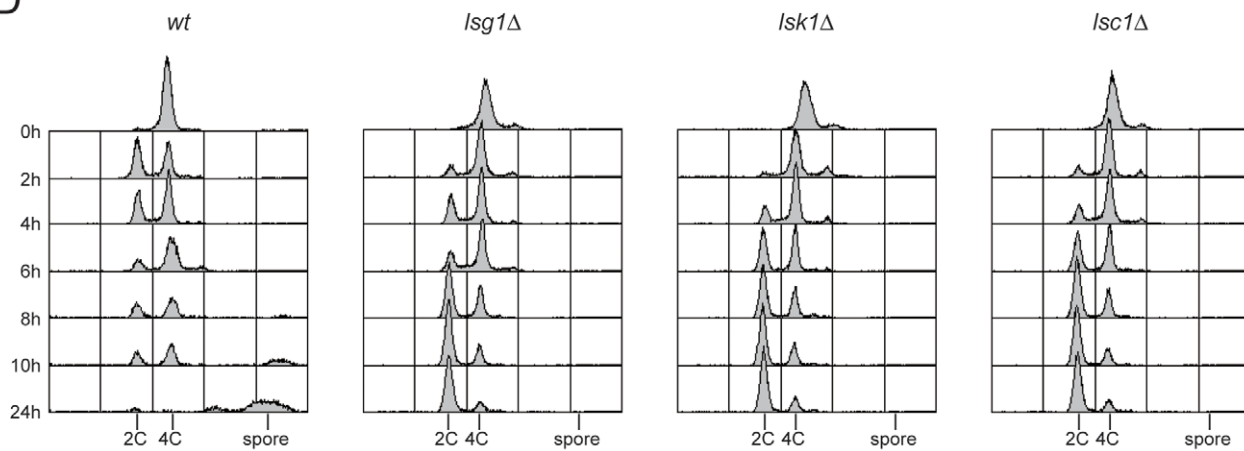 wt lsg1Δ lsk1Δ lsc1Δ
0h
2h
4h
6h
8h
10h
24h
2C 4C spore 2C 4C spore 2C 4C spore 2C 4C spore